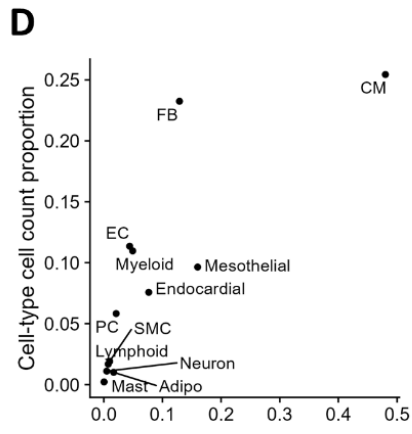 D
Cell-type cell count proportion
0.25
0.20
0.15
0.10
0.05
0.00
CM
FB
EC
Myeloid
Mesothelial
Endocardial
PC
SMC
Lymphoid
Neuron
Mast
Adipo
0.0 0.1 0.2 0.3 0.4 0.5